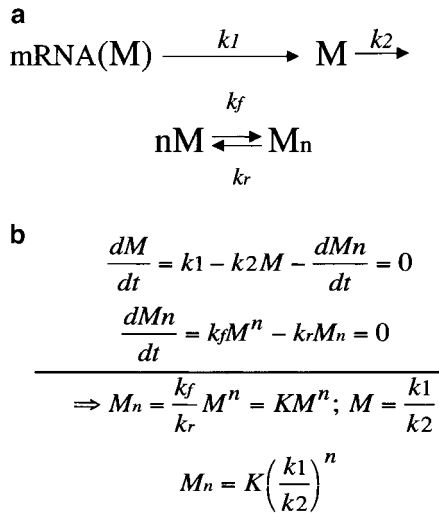 a
mRNA(M) —k1→ M —k2→
kf
nM ⇌ Mn
kr
b
dM/dt = k1 − k2M − dMn/dt = 0
dMn/dt = kfM^n − krMn = 0
⇒ Mn = kf/kr M^n = KM^n; M = k1/k2
Mn = K(k1/k2)^n